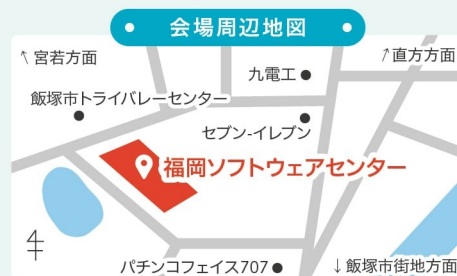 会場周辺地図
↖宮若方面
↗直方方面
九電工
飯塚市トライバレーセンター
セブン-イレブン
福岡ソフトウェアセンター
パチンコフェイス707
↓飯塚市街地方面